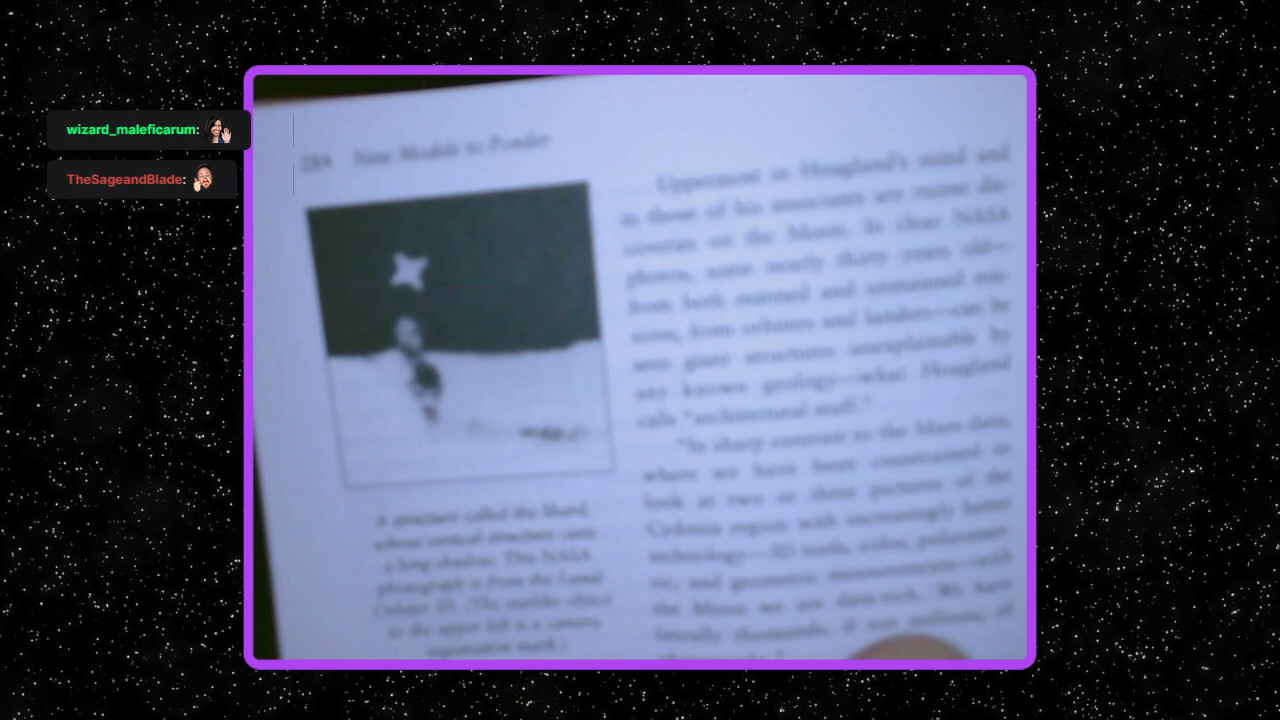 wizard_maleficarum:
TheSageandBlade:
284 New Models to Ponder
A structure called the Shard,
whose vertical structure casts
a long shadow. This NASA
photograph is from the Lunar
Orbiter
to the upper left is a camera
registration mark.)
Uppermost in Hoagland's mind and
in those of his associates are recent dis-
coveries on the Moon. In clear NASA
photos, some nearly thirty years old—
from both manned and unmanned mis-
sions, from orbiters and landers—can be
seen giant structures unexplainable by
any known geology—what Hoagland
calls "architectural stuff."
"In sharp contrast to the Mars data,
where we have been constrained to
look at two or three pictures of the
Cydonia region with increasingly better
technology—3D tools, color, polarimet-
ric, and geometric measurements—with
the Moon we are data-rich. We have
literally thousands, if not millions, of